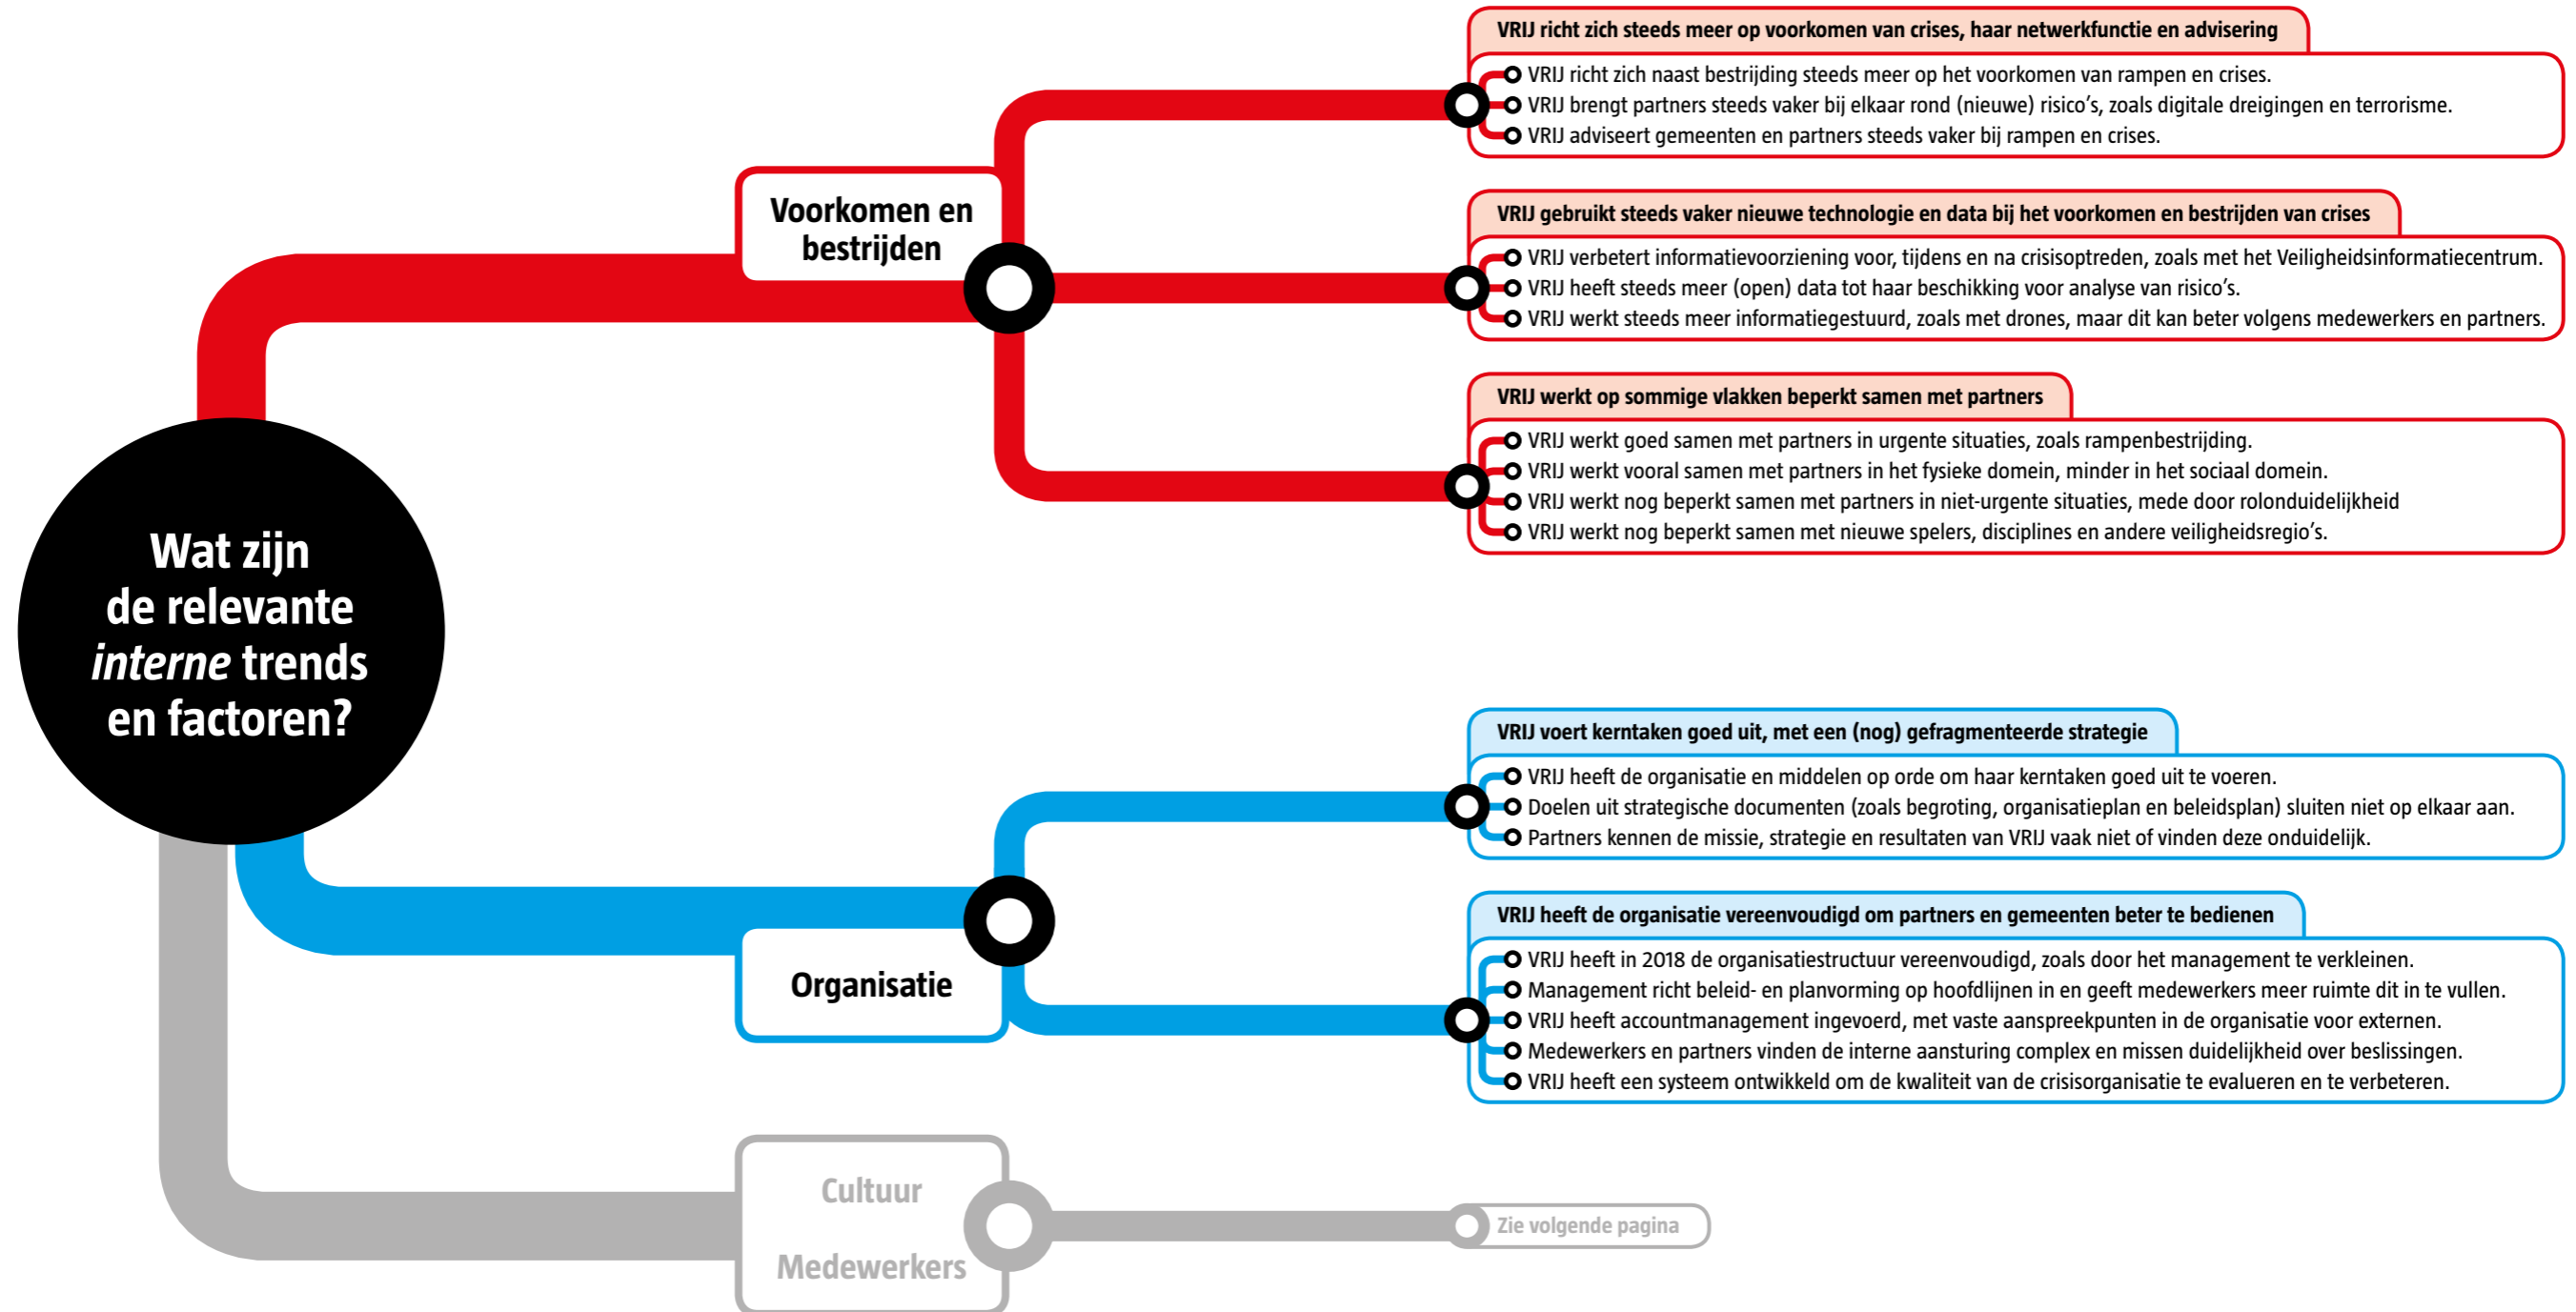 Wat zijn
de relevante
interne trends
en factoren?
Voorkomen en
bestrijden
VRIJ richt zich steeds meer op voorkomen van crises, haar netwerkfunctie en advisering
VRIJ richt zich naast bestrijding steeds meer op het voorkomen van rampen en crises.
VRIJ brengt partners steeds vaker bij elkaar rond (nieuwe) risico's, zoals digitale dreigingen en terrorisme.
VRIJ adviseert gemeenten en partners steeds vaker bij rampen en crises.
VRIJ gebruikt steeds vaker nieuwe technologie en data bij het voorkomen en bestrijden van crises
VRIJ verbetert informatievoorziening voor, tijdens en na crisisoptreden, zoals met het Veiligheidsinformatiecentrum.
VRIJ heeft steeds meer (open) data tot haar beschikking voor analyse van risico's.
VRIJ werkt steeds meer informatiegestuurd, zoals met drones, maar dit kan beter volgens medewerkers en partners.
VRIJ werkt op sommige vlakken beperkt samen met partners
VRIJ werkt goed samen met partners in urgente situaties, zoals rampenbestrijding.
VRIJ werkt vooral samen met partners in het fysieke domein, minder in het sociaal domein.
VRIJ werkt nog beperkt samen met partners in niet-urgente situaties, mede door rolonduidelijkheid
VRIJ werkt nog beperkt samen met nieuwe spelers, disciplines en andere veiligheidsregio's.
Organisatie
VRIJ voert kerntaken goed uit, met een (nog) gefragmenteerde strategie
VRIJ heeft de organisatie en middelen op orde om haar kerntaken goed uit te voeren.
Doelen uit strategische documenten (zoals begroting, organisatieplan en beleidsplan) sluiten niet op elkaar aan.
Partners kennen de missie, strategie en resultaten van VRIJ vaak niet of vinden deze onduidelijk.
VRIJ heeft de organisatie vereenvoudigd om partners en gemeenten beter te bedienen
VRIJ heeft in 2018 de organisatiestructuur vereenvoudigd, zoals door het management te verkleinen.
Management richt beleid- en planvorming op hoofdlijnen in en geeft medewerkers meer ruimte dit in te vullen.
VRIJ heeft accountmanagement ingevoerd, met vaste aanspreekpunten in de organisatie voor externen.
Medewerkers en partners vinden de interne aansturing complex en missen duidelijkheid over beslissingen.
VRIJ heeft een systeem ontwikkeld om de kwaliteit van de crisisorganisatie te evalueren en te verbeteren.
Cultuur
Medewerkers
Zie volgende pagina